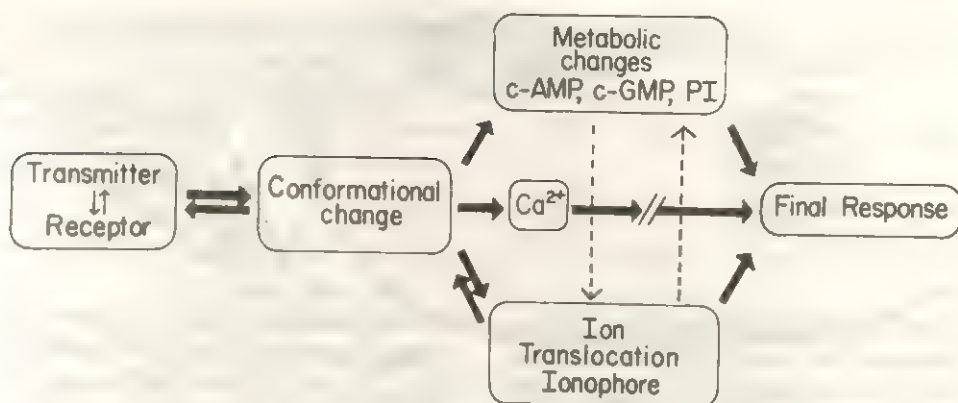 Metabolic
changes
c-AMP, c-GMP, PI
Transmitter
↓↑
Receptor
Conformational
change
Ca²⁺
Final Response
Ion
Translocation
Ionophore